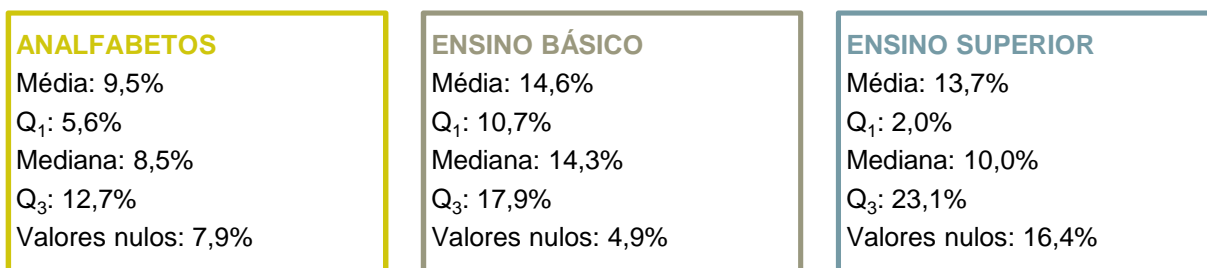 ANALFABETOS
Média: 9,5%
Q1: 5,6%
Mediana: 8,5%
Q3: 12,7%
Valores nulos: 7,9%
ENSINO BÁSICO
Média: 14,6%
Q1: 10,7%
Mediana: 14,3%
Q3: 17,9%
Valores nulos: 4,9%
ENSINO SUPERIOR
Média: 13,7%
Q1: 2,0%
Mediana: 10,0%
Q3: 23,1%
Valores nulos: 16,4%